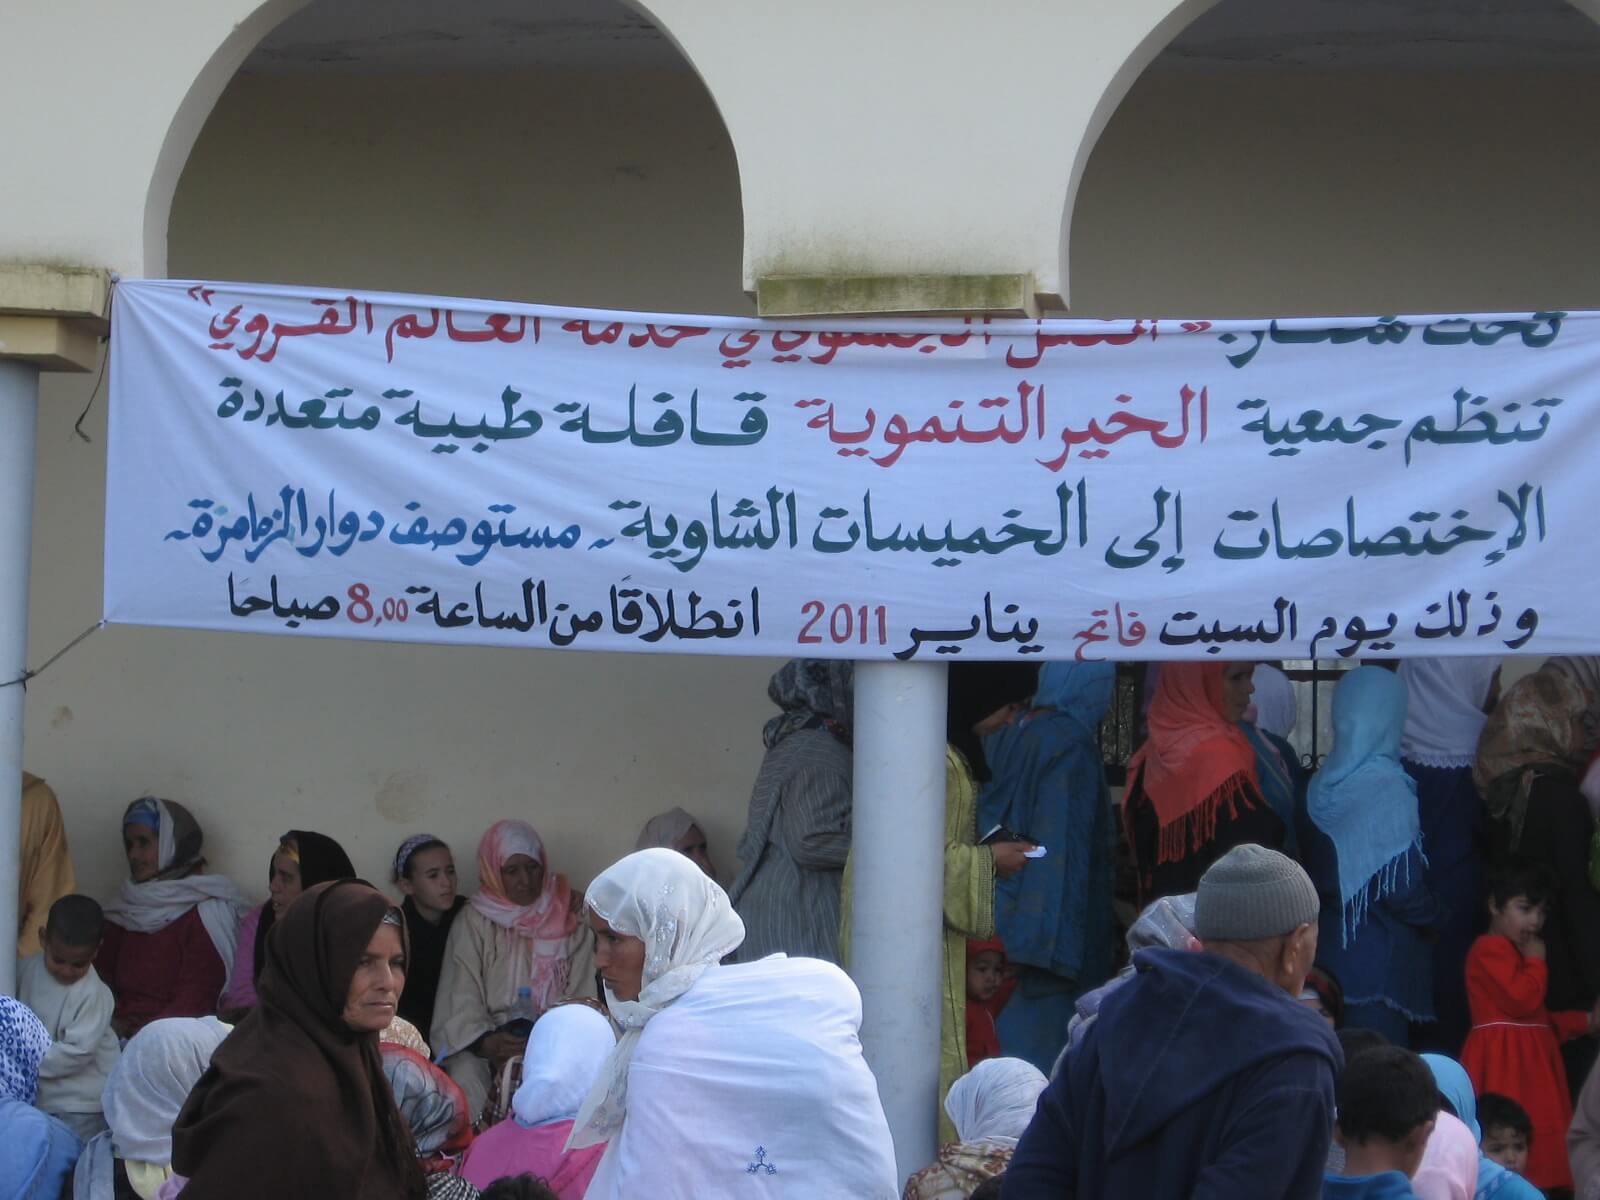 تحت شعار: "العمل الجمعوي في خدمة العالم القروي"
تنظم جمعية الخير التنموية قافلة طبية متعددة
الإختصاصات إلى الخميسات الشاوية - مستوصف دوار الزمامزة -
وذلك يوم السبت فاتح يناير 2011 انطلاقا من الساعة 8,00 صباحا